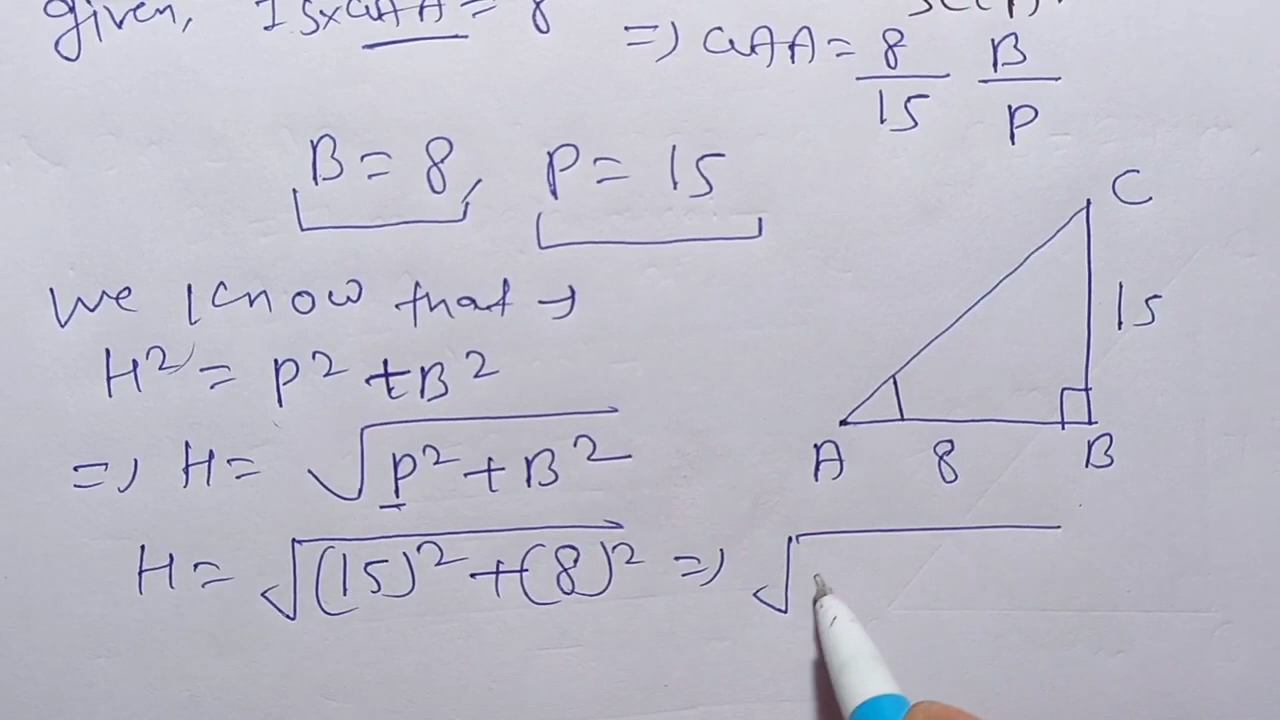 given, 15×cotA = 8
=> cotA = 8/15 B/P
B = 8, P = 15
We know that →
H² = P² + B²
=> H = √P² + B²
H = √(15)² + (8)² => √
C
15
A 8 B